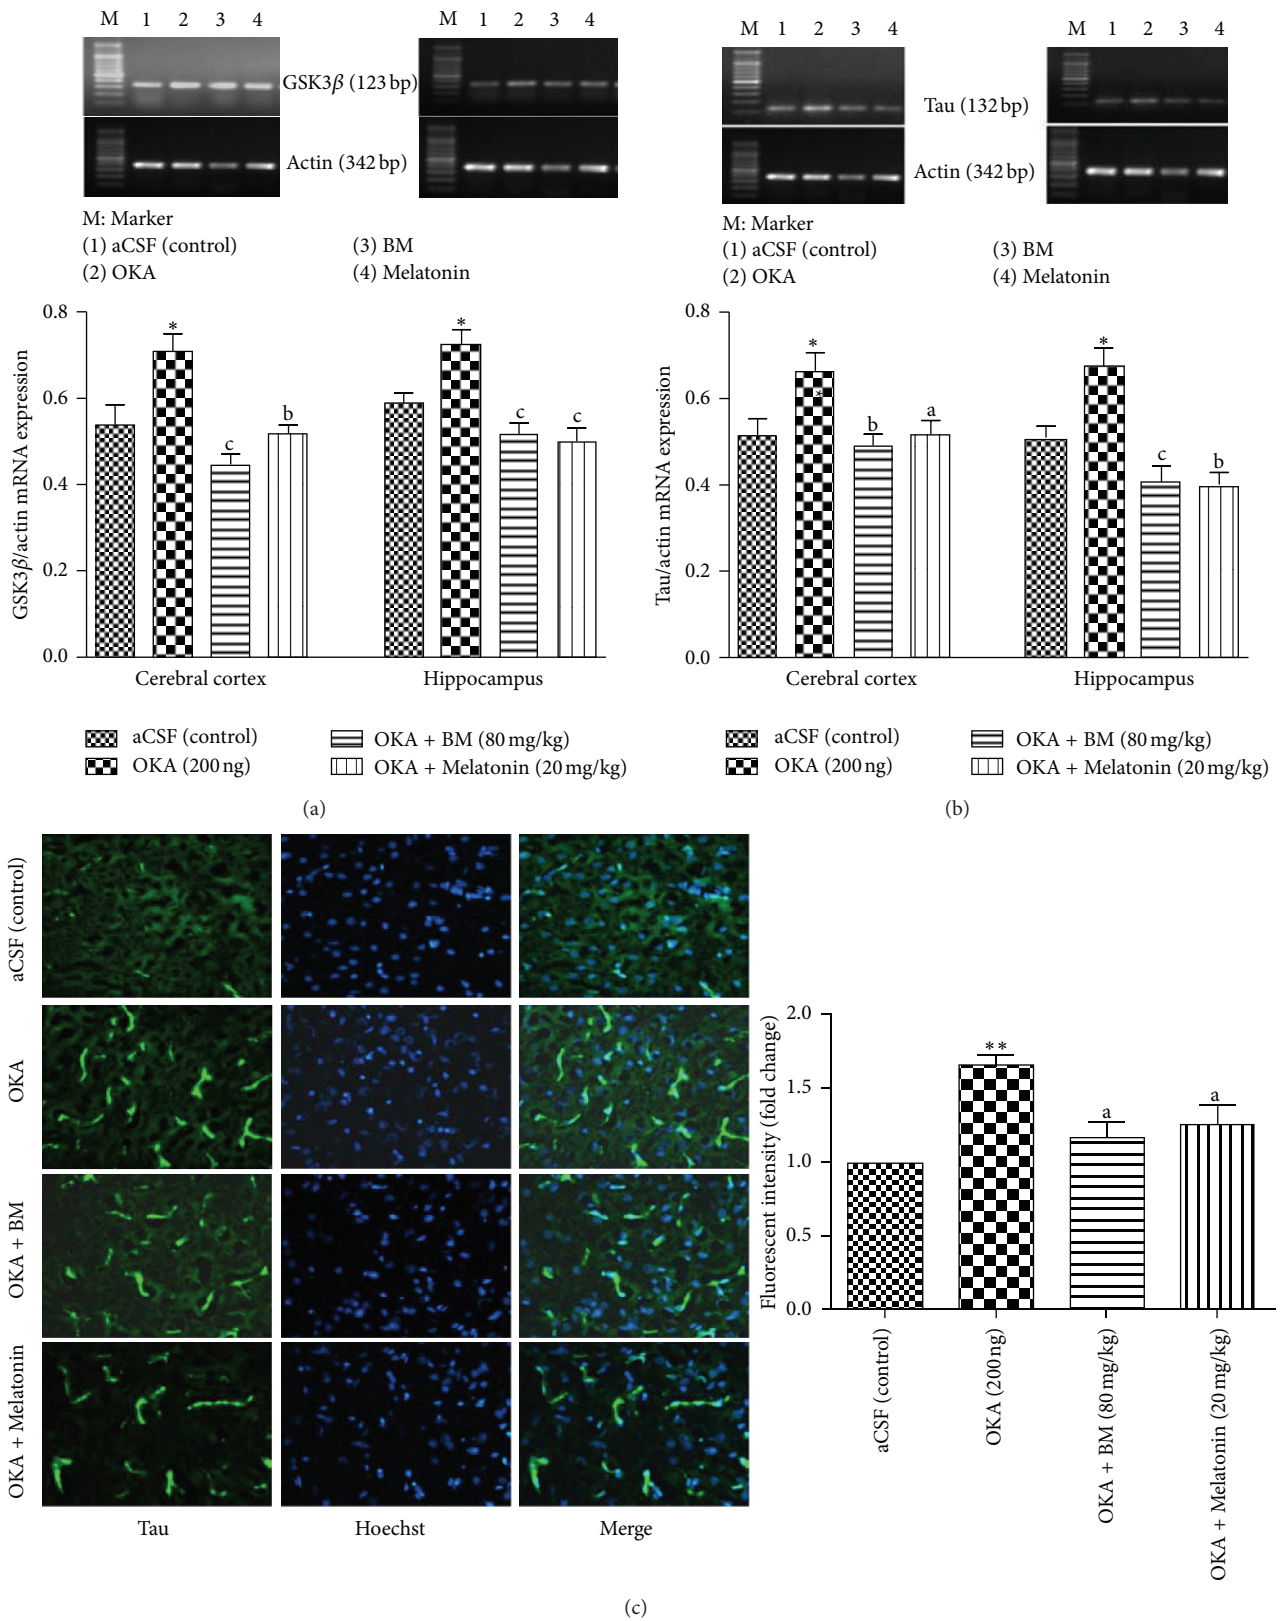 M 1 2 3 4
GSK3β (123 bp)
Actin (342 bp)
M 1 2 3 4
M: Marker
(1) aCSF (control)
(2) OKA
(3) BM
(4) Melatonin
GSK3β/actin mRNA expression
0.8
0.6
0.4
0.2
0.0
*
c
b
*
c
c
Cerebral cortex
Hippocampus
aCSF (control)
OKA (200 ng)
OKA + BM (80 mg/kg)
OKA + Melatonin (20 mg/kg)
(a)
M 1 2 3 4
Tau (132 bp)
Actin (342 bp)
M 1 2 3 4
M: Marker
(1) aCSF (control)
(2) OKA
(3) BM
(4) Melatonin
Tau/actin mRNA expression
0.8
0.6
0.4
0.2
0.0
*
*
b
a
*
c
b
Cerebral cortex
Hippocampus
aCSF (control)
OKA (200 ng)
OKA + BM (80 mg/kg)
OKA + Melatonin (20 mg/kg)
(b)
aCSF (control)
OKA
OKA + BM
OKA + Melatonin
Tau
Hoechst
Merge
Fluorescent intensity (fold change)
2.0
1.5
1.0
0.5
0.0
**
a
a
aCSF (control)
OKA (200 ng)
OKA + BM (80 mg/kg)
OKA + Melatonin (20 mg/kg)
(c)